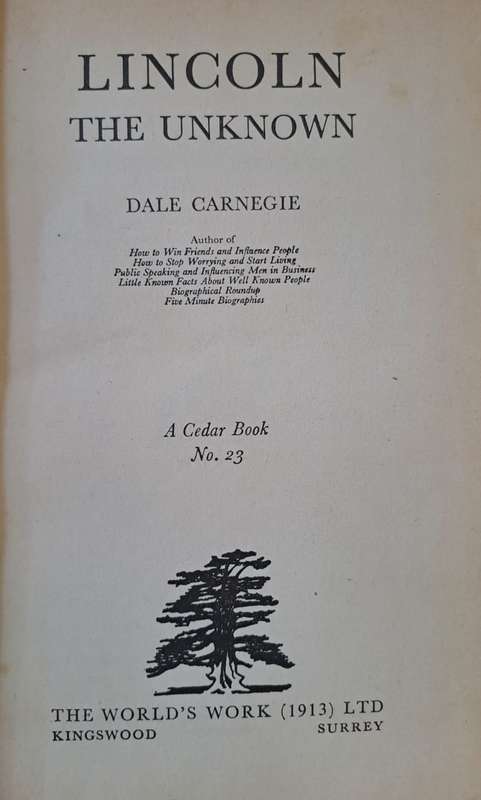 LINCOLN
THE UNKNOWN
DALE CARNEGIE
Author of
How to Win Friends and Influence People
How to Stop Worrying and Start Living
Public Speaking and Influencing Men in Business
Little Known Facts About Well Known People
Biographical Roundup
Five Minute Biographies
A Cedar Book
No. 23
THE WORLD'S WORK (1913) LTD
KINGSWOOD SURREY